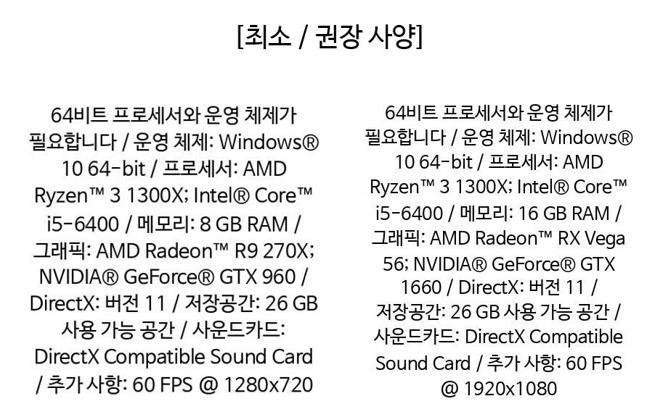 [최소 / 권장 사양]
64비트 프로세서와 운영 체제가
필요합니다 / 운영 체제: Windows®
10 64-bit / 프로세서: AMD
Ryzen™ 3 1300X; Intel® Core™
i5-6400 / 메모리: 8 GB RAM /
그래픽: AMD Radeon™ R9 270X;
NVIDIA® GeForce® GTX 960 /
DirectX: 버전 11 / 저장공간: 26 GB
사용 가능 공간 / 사운드카드:
DirectX Compatible Sound Card
/ 추가 사항: 60 FPS @ 1280x720
64비트 프로세서와 운영 체제가
필요합니다 / 운영 체제: Windows®
10 64-bit / 프로세서: AMD
Ryzen™ 3 1300X; Intel® Core™
i5-6400 / 메모리: 16 GB RAM /
그래픽: AMD Radeon™ RX Vega
56; NVIDIA® GeForce® GTX
1660 / DirectX: 버전 11 /
저장공간: 26 GB 사용 가능 공간 /
사운드카드: DirectX Compatible
Sound Card / 추가 사항: 60 FPS
@ 1920x1080